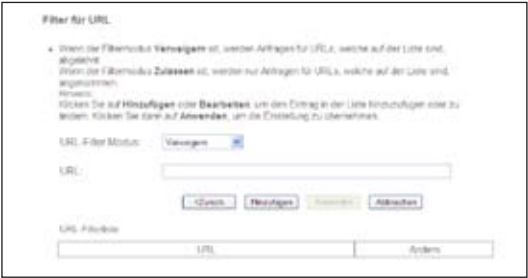 Filter für URL
Wenn der Filtermodus Verweigern ist, werden Anfragen für URLs, welche auf der Liste sind,
abgelehnt.
Wenn der Filtermodus Zulassen ist, werden nur Anfragen für URLs, welche auf der Liste sind,
angenommen.
Hinweis:
Klicken Sie auf Hinzufügen oder Bearbeiten, um den Eintrag in der Liste hinzuzufügen oder zu
ändern. Klicken Sie dann auf Anwenden, um die Einstellung zu übernehmen.
URL-Filter Modus: Verweigern
URL:
<Zurück Hinzufügen Anwenden Abbrechen
URL-Filterliste
URL Ändern